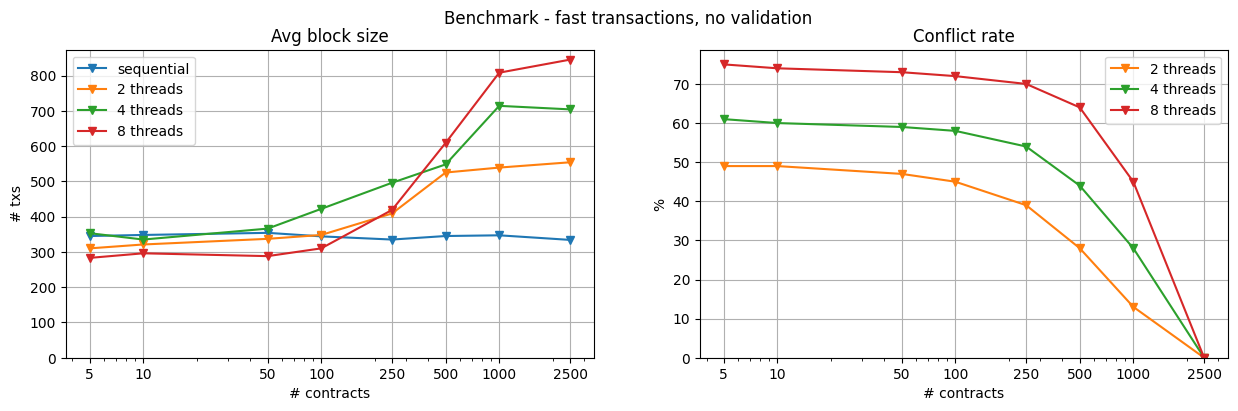 Benchmark - fast transactions, no validation
Avg block size
# txs
800
700
600
500
400
300
200
100
0
sequential
2 threads
4 threads
8 threads
5 10 50 100 250 500 1000 2500
# contracts
Conflict rate
%
70
60
50
40
30
20
10
0
2 threads
4 threads
8 threads
5 10 50 100 250 500 1000 2500
# contracts